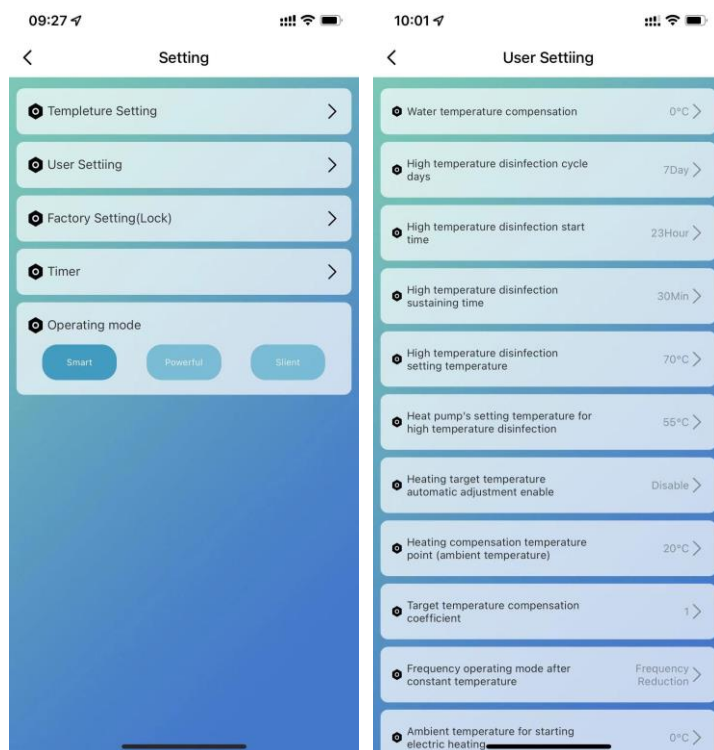 09:27
Setting
Templeture Setting
User Settiing
Factory Setting(Lock)
Timer
Operating mode
Smart
Powerful
Slient
10:01
User Settiing
Water temperature compensation
0°C
High temperature disinfection cycle
days
7Day
High temperature disinfection start
time
23Hour
High temperature disinfection
sustaining time
30Min
High temperature disinfection
setting temperature
70°C
Heat pump's setting temperature for
high temperature disinfection
55°C
Heating target temperature
automatic adjustment enable
Disable
Heating compensation temperature
point (ambient temperature)
20°C
Target temperature compensation
coefficient
1
Frequency operating mode after
constant temperature
Frequency
Reduction
Ambient temperature for starting
electric heating
0°C